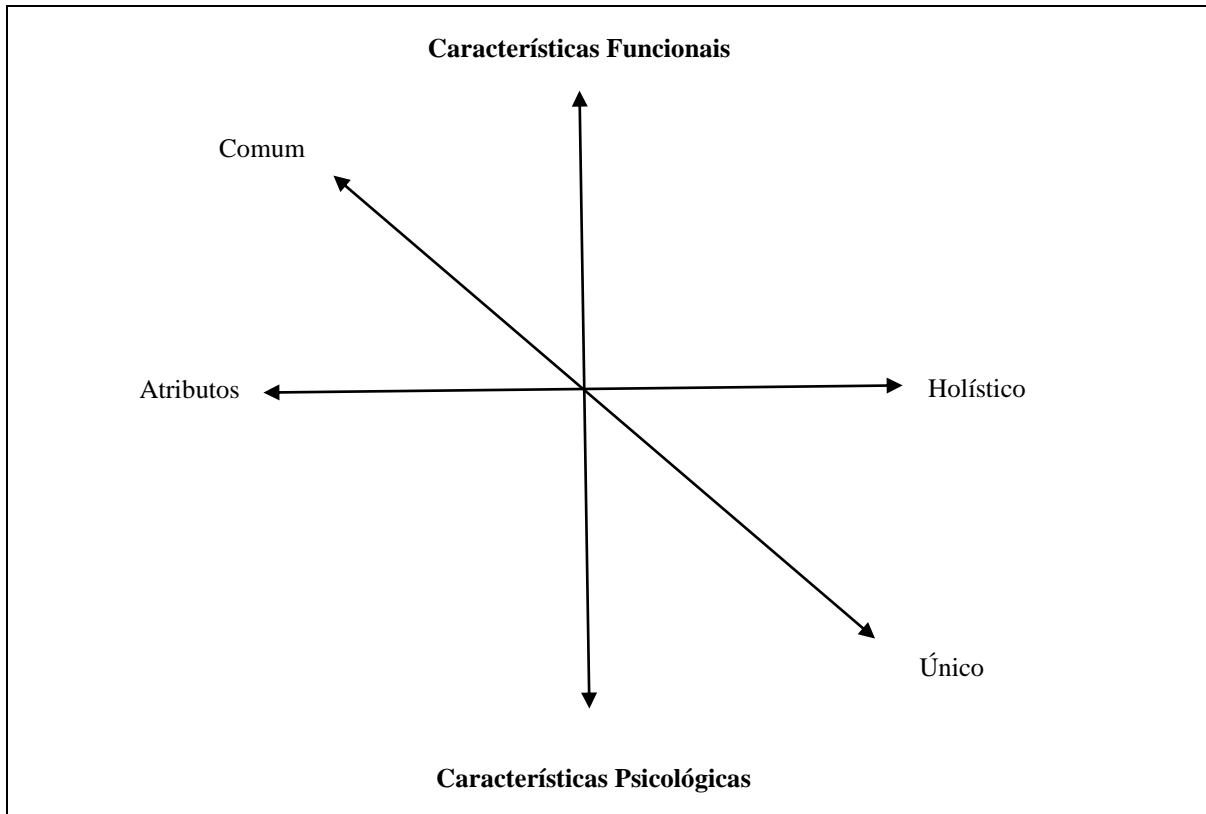 Características Funcionais
Comum
Atributos
Holístico
Único
Características Psicológicas